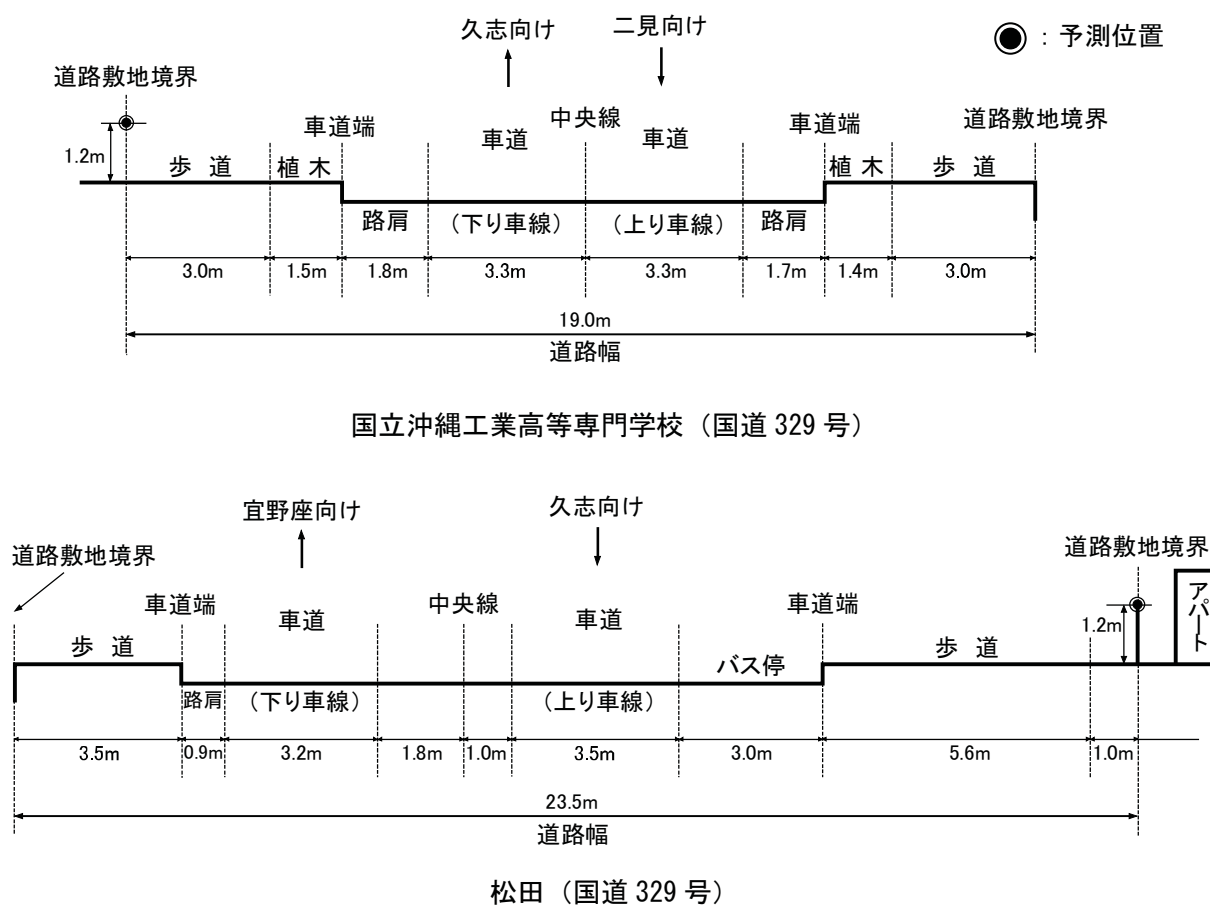 久志向け
二見向け
：予測位置
道路敷地境界
車道端
車道
中央線
車道
車道端
道路敷地境界
1.2m
歩 道
植 木
植 木
歩 道
路肩
（下り車線）
（上り車線）
路肩
3.0m
1.5m
1.8m
3.3m
3.3m
1.7m
1.4m
3.0m
19.0m
道路幅
国立沖縄工業高等専門学校（国道 329 号）
宜野座向け
久志向け
道路敷地境界
道路敷地境界
車道端
車道
中央線
車道
車道端
アパート
1.2m
歩 道
バス停
歩 道
路肩
（下り車線）
（上り車線）
3.5m
0.9m
3.2m
1.8m
1.0m
3.5m
3.0m
5.6m
1.0m
23.5m
道路幅
松田（国道 329 号）